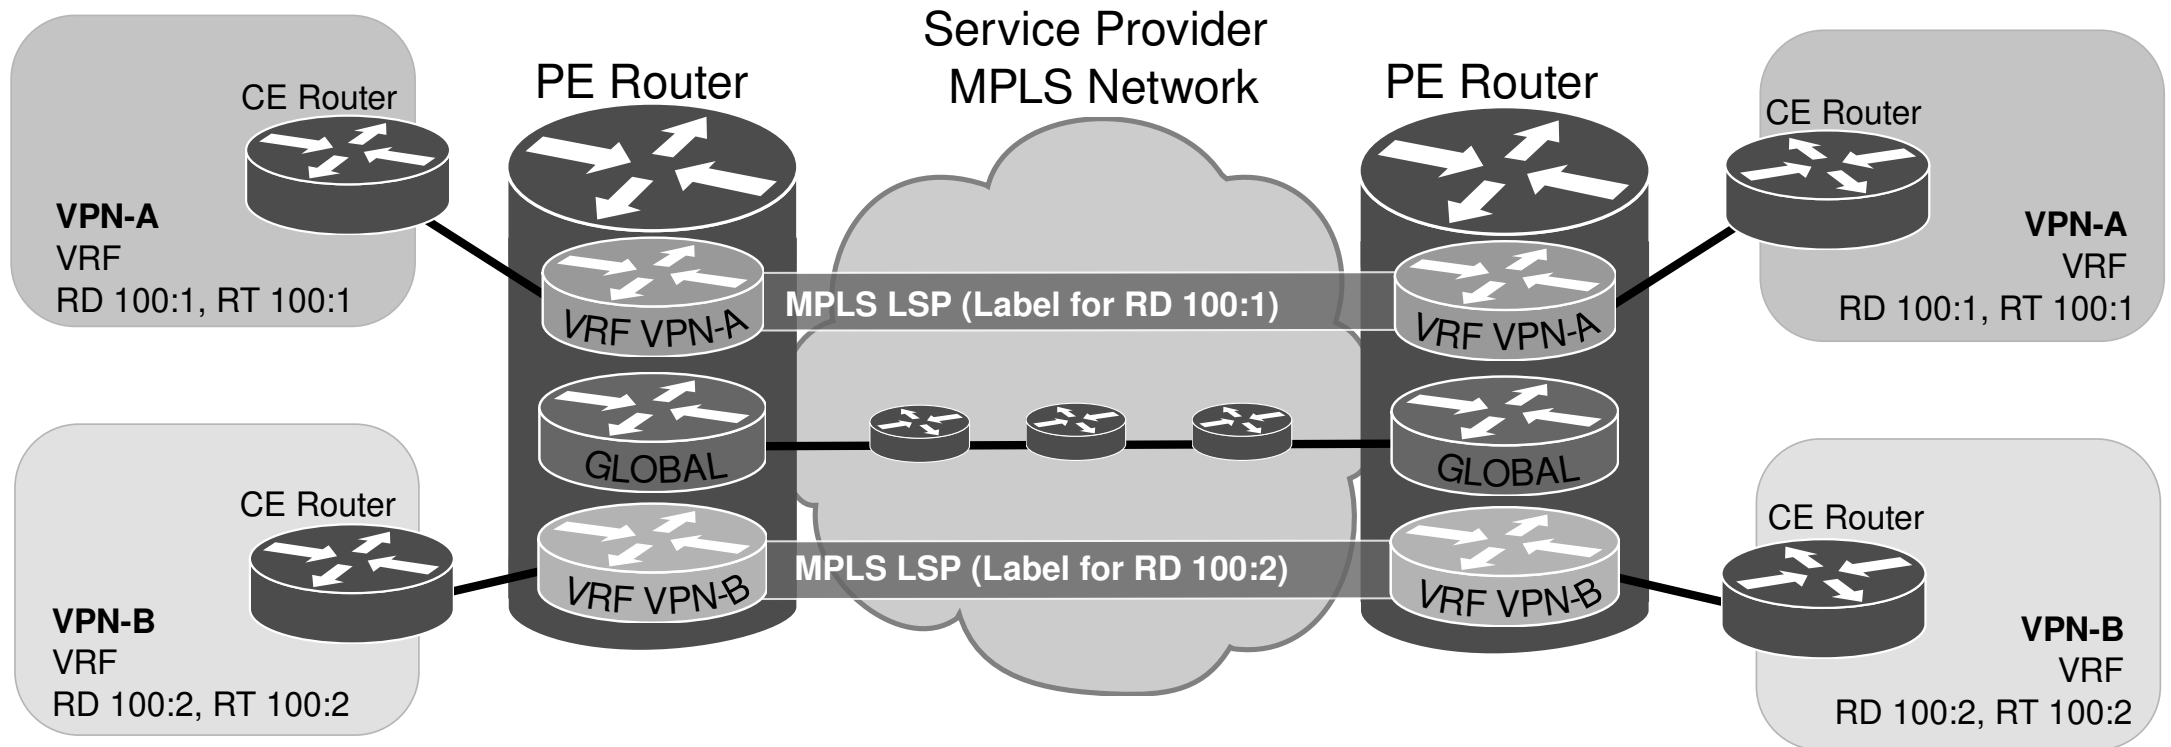 Service Provider
MPLS Network
PE Router
PE Router
CE Router
CE Router
VPN-A
VRF
RD 100:1, RT 100:1
VRF VPN-A
MPLS LSP (Label for RD 100:1)
VRF VPN-A
VPN-A
VRF
RD 100:1, RT 100:1
GLOBAL
GLOBAL
CE Router
CE Router
VPN-B
VRF
RD 100:2, RT 100:2
VRF VPN-B
MPLS LSP (Label for RD 100:2)
VRF VPN-B
VPN-B
VRF
RD 100:2, RT 100:2